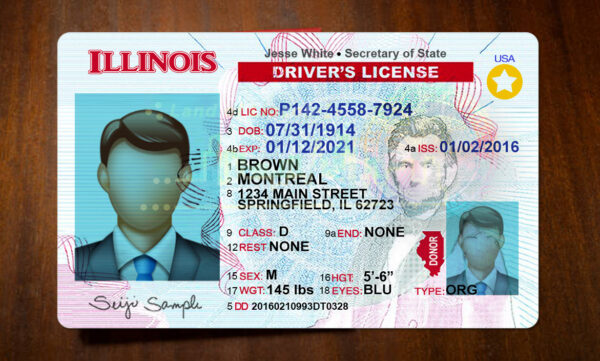 ILLINOIS
Jesse White • Secretary of State
USA
DRIVER'S LICENSE
4d LIC NO: P142-4558-7924
3 DOB: 07/31/1914
4b EXP: 01/12/2021 4a ISS: 01/02/2016
1 BROWN
2 MONTREAL
8 1234 MAIN STREET
SPRINGFIELD, IL 62723
9 CLASS: D 9a END: NONE
12 REST NONE
DONOR
15 SEX: M 16 HGT 5'-6"
17 WGT: 145 lbs 18 EYES: BLU TYPE: ORG
Seiji Sample
5 DD 20160210993DT0328